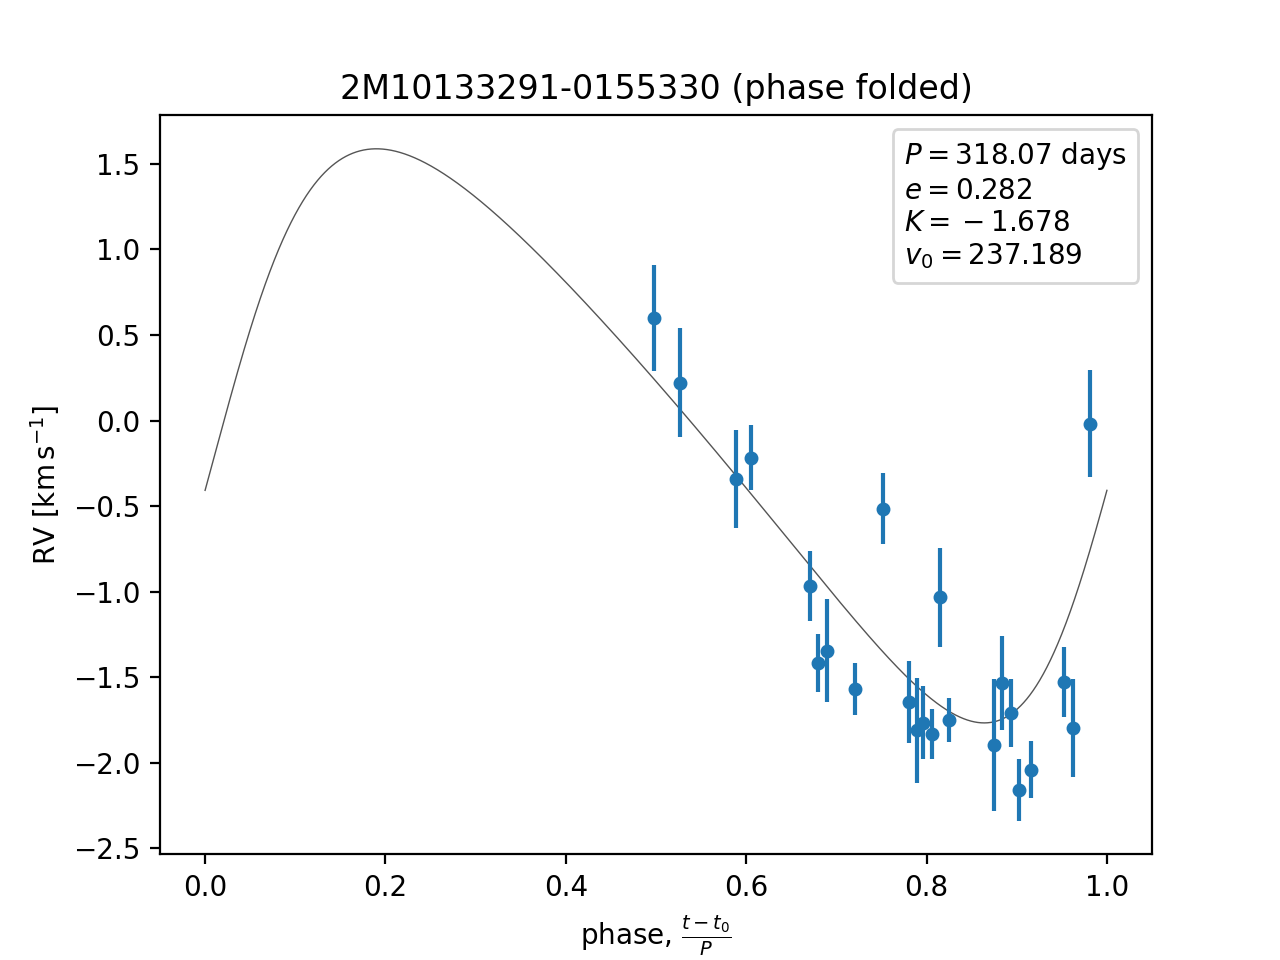 2M10133291-0155330 (phase folded)
P = 318.07 days
e = 0.282
K = −1.678
v₀ = 237.189
RV [km s⁻¹]
1.5
1.0
0.5
0.0
−0.5
−1.0
−1.5
−2.0
−2.5
0.0 0.2 0.4 0.6 0.8 1.0
phase, (t − t₀)/P